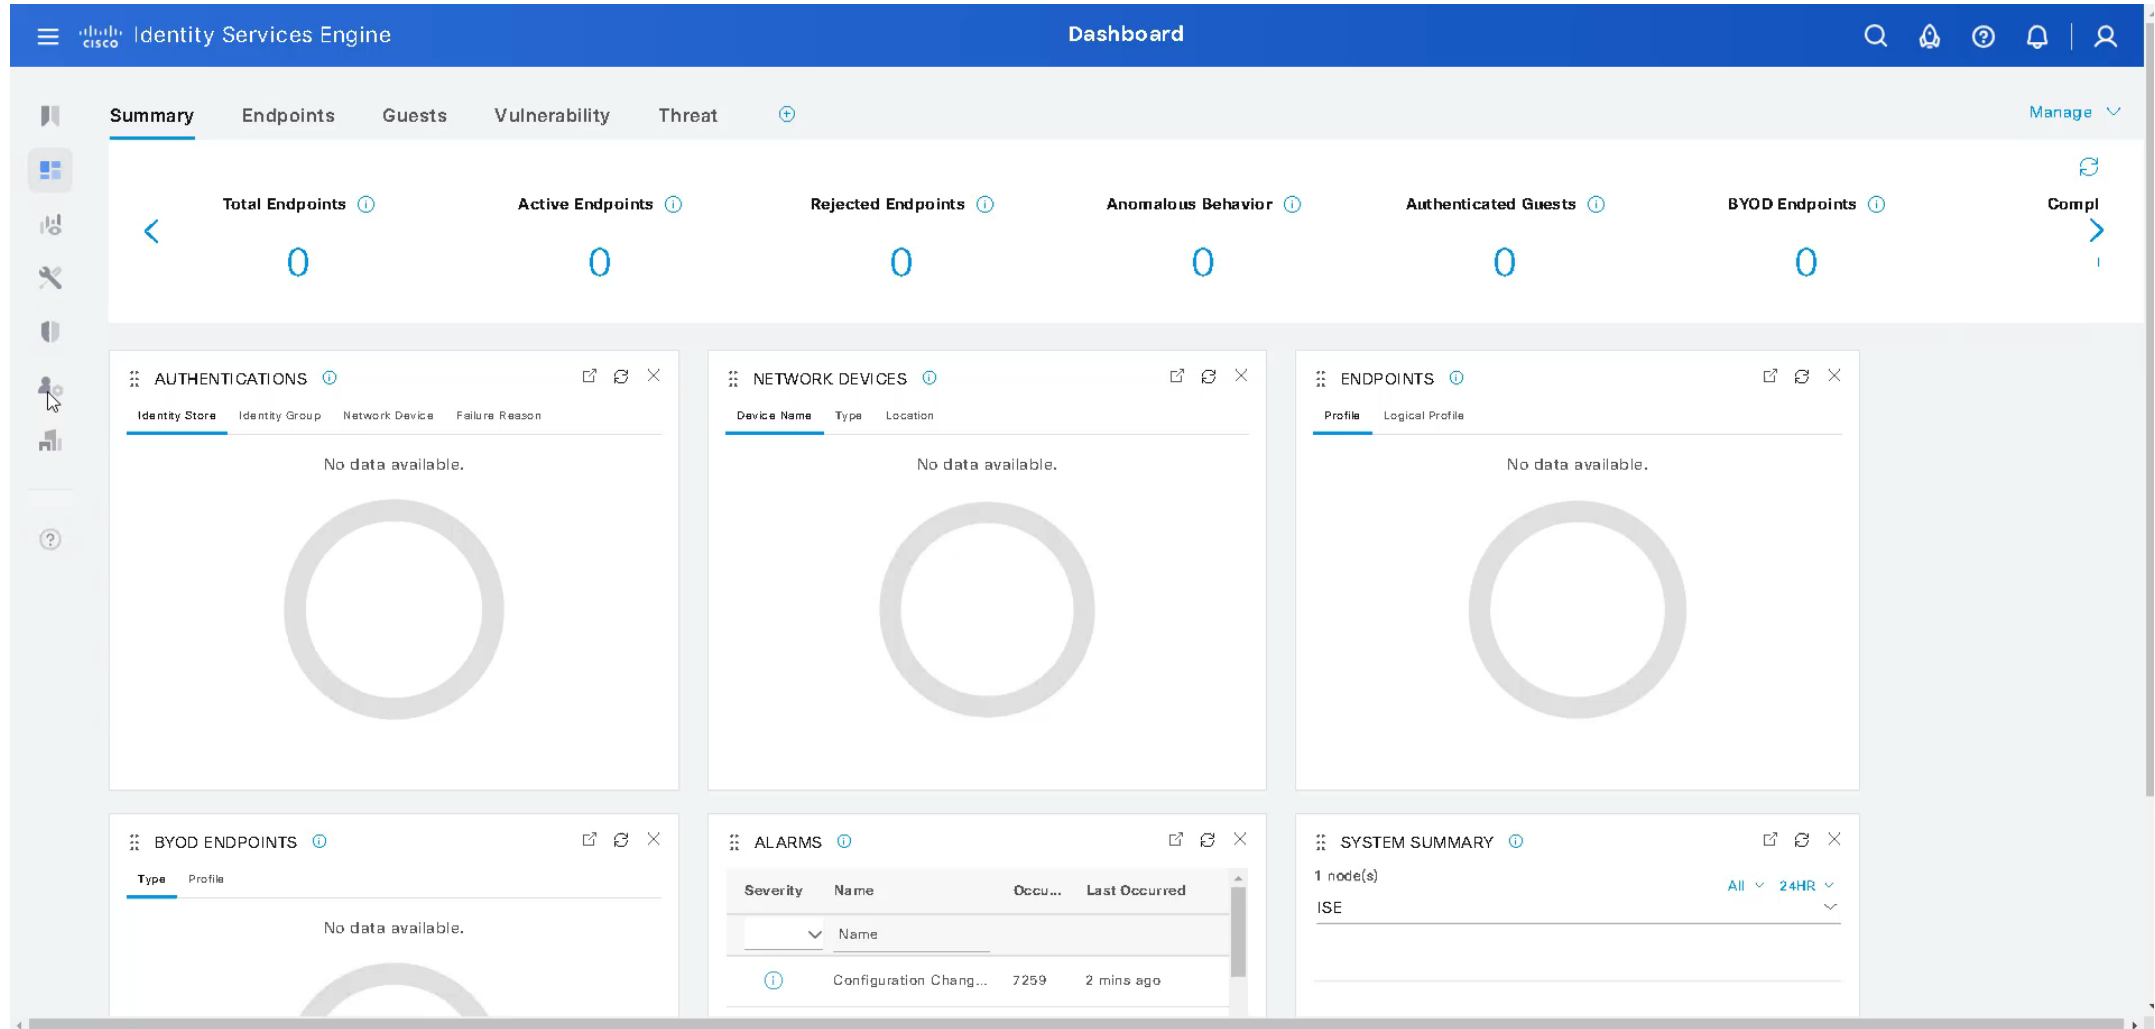 cisco Identity Services Engine Dashboard
Summary Endpoints Guests Vulnerability Threat Manage
Total Endpoints Active Endpoints Rejected Endpoints Anomalous Behavior Authenticated Guests BYOD Endpoints Compl
0 0 0 0 0 0
AUTHENTICATIONS
Identity Store Identity Group Network Device Failure Reason
No data available.
NETWORK DEVICES
Device Name Type Location
No data available.
ENDPOINTS
Profile Logical Profile
No data available.
BYOD ENDPOINTS
Type Profile
No data available.
ALARMS
Severity Name Occu... Last Occurred
Name
Configuration Chang... 7259 2 mins ago
SYSTEM SUMMARY
1 node(s)
All 24HR
ISE